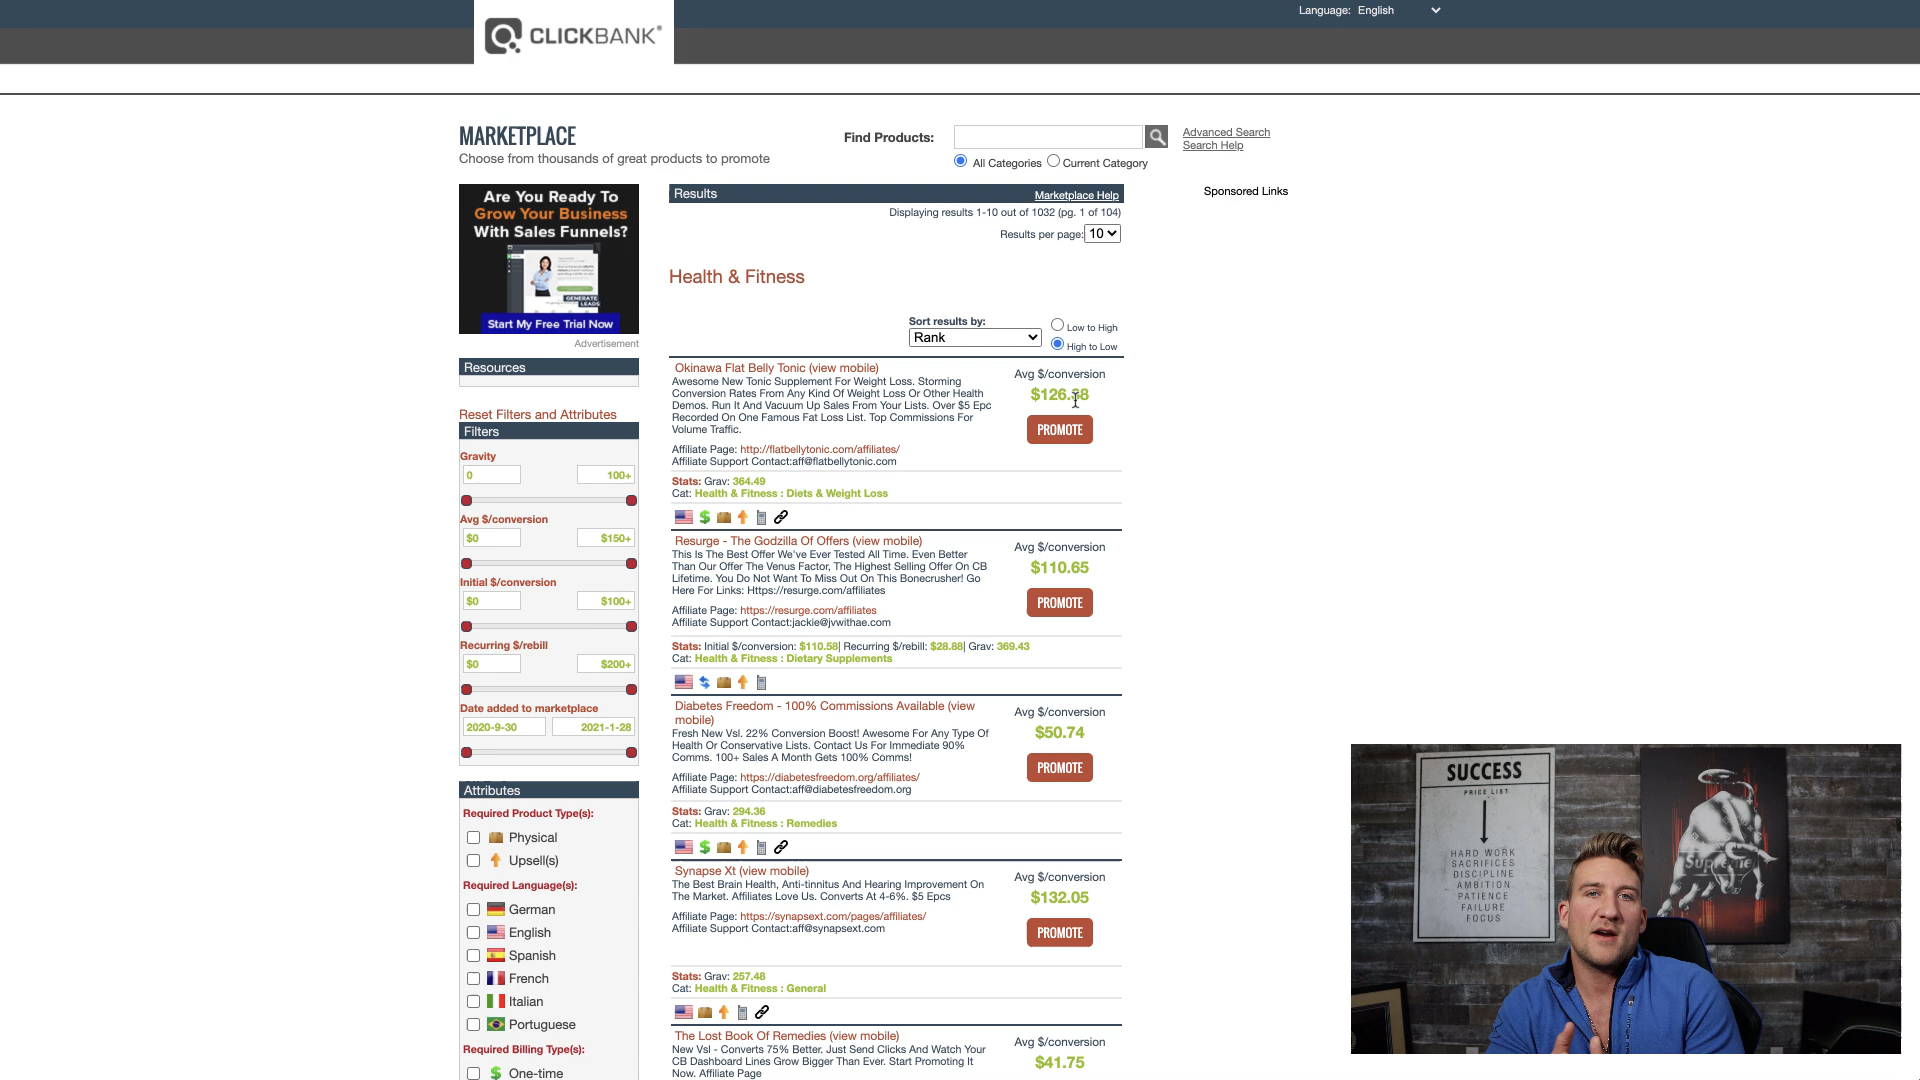 Language: English
CLICKBANK®
MARKETPLACE
Choose from thousands of great products to promote
Find Products:
All Categories Current Category
Advanced Search
Search Help
Are You Ready To
Grow Your Business
With Sales Funnels?
GENERATE
LEADS
Start My Free Trial Now
Advertisement
Resources
Reset Filters and Attributes
Filters
Gravity
0 100+
Avg $/conversion
$0 $150+
Initial $/conversion
$0 $100+
Recurring $/rebill
$0 $200+
Date added to marketplace
2020-9-30 2021-1-28
Attributes
Required Product Type(s):
Physical
Upsell(s)
Required Language(s):
German
English
Spanish
French
Italian
Portuguese
Required Billing Type(s):
One-time
Results Marketplace Help
Displaying results 1-10 out of 1032 (pg. 1 of 104)
Results per page: 10
Health & Fitness
Sort results by:
Rank
Low to High
High to Low
Okinawa Flat Belly Tonic (view mobile)
Awesome New Tonic Supplement For Weight Loss. Storming
Conversion Rates From Any Kind Of Weight Loss Or Other Health
Demos. Run It And Vacuum Up Sales From Your Lists. Over $5 Epc
Recorded On One Famous Fat Loss List. Top Commissions For
Volume Traffic.
Affiliate Page: http://flatbellytonic.com/affiliates/
Affiliate Support Contact:aff@flatbellytonic.com
Avg $/conversion
PROMOTE
Stats: Grav: 364.49
Cat: Health & Fitness : Diets & Weight Loss
Resurge - The Godzilla Of Offers (view mobile)
This Is The Best Offer We've Ever Tested All Time. Even Better
Than Our Offer The Venus Factor, The Highest Selling Offer On CB
Lifetime. You Do Not Want To Miss Out On This Bonecrusher! Go
Here For Links: Https://resurge.com/affiliates
Affiliate Page: https://resurge.com/affiliates
Affiliate Support Contact:jackie@jvwithae.com
Avg $/conversion
$110.65
PROMOTE
Stats: Initial $/conversion: $110.58| Recurring $/rebill: $28.88| Grav: 369.43
Cat: Health & Fitness : Dietary Supplements
Diabetes Freedom - 100% Commissions Available (view
mobile)
Fresh New Vsl. 22% Conversion Boost! Awesome For Any Type Of
Health Or Conservative Lists. Contact Us For Immediate 90%
Comms. 100+ Sales A Month Gets 100% Comms!
Affiliate Page: https://diabetesfreedom.org/affiliates/
Affiliate Support Contact:aff@diabetesfreedom.org
Avg $/conversion
$50.74
PROMOTE
Stats: Grav: 294.36
Cat: Health & Fitness : Remedies
Synapse Xt (view mobile)
The Best Brain Health, Anti-tinnitus And Hearing Improvement On
The Market. Affiliates Love Us. Converts At 4-6%. $5 Epcs
Affiliate Page: https://synapsext.com/pages/affiliates/
Affiliate Support Contact:aff@synapsext.com
Avg $/conversion
$132.05
PROMOTE
Stats: Grav: 257.48
Cat: Health & Fitness : General
The Lost Book Of Remedies (view mobile)
New Vsl - Converts 75% Better. Just Send Clicks And Watch Your
CB Dashboard Lines Grow Bigger Than Ever. Start Promoting It
Now. Affiliate Page
Avg $/conversion
$41.75
Sponsored Links
SUCCESS
PRICE LIST
HARD WORK
SACRIFICES
DISCIPLINE
AMBITION
PATIENCE
FAILURE
FOCUS
Supreme